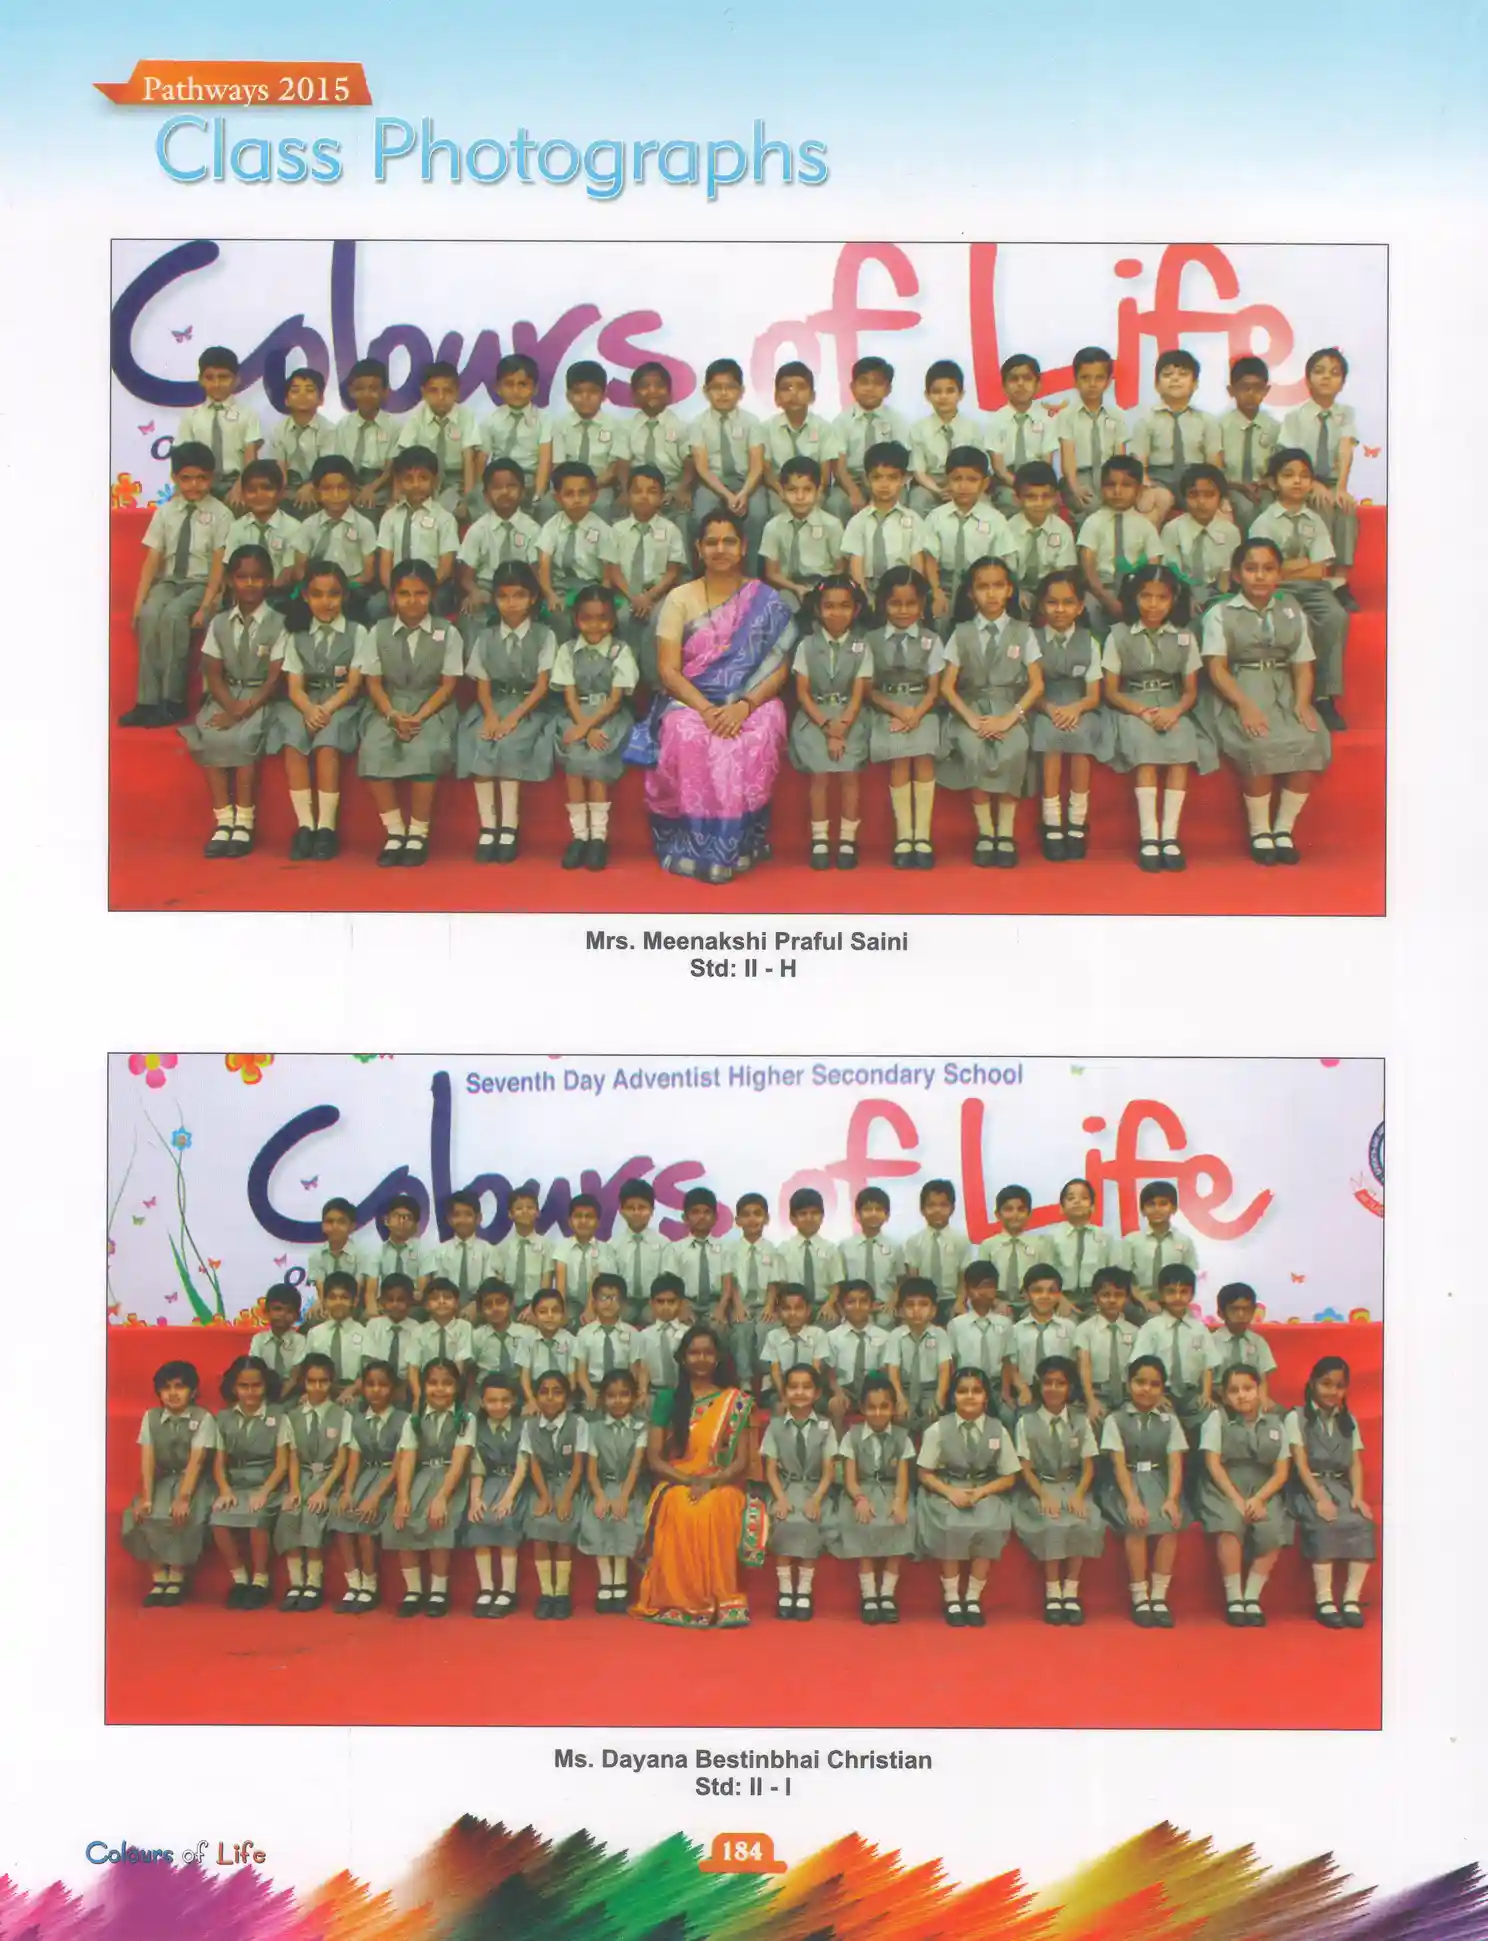 Pathways 2015
Class Photographs
Colours of Life
Mrs. Meenakshi Praful Saini
Std: II - H
Seventh Day Adventist Higher Secondary School
Colours of Life
Ms. Dayana Bestinbhai Christian
Std: II - I
Colours of Life
184